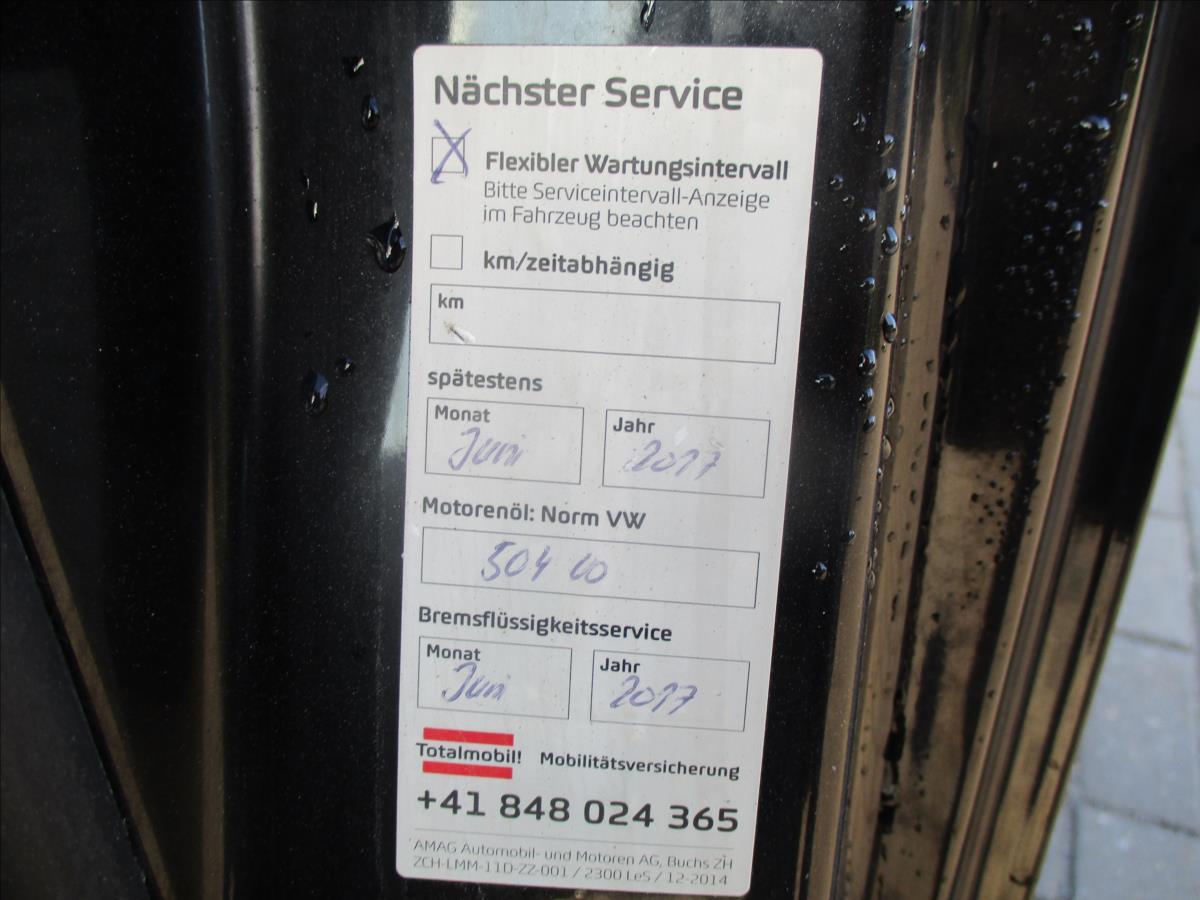 Nächster Service
Flexibler Wartungsintervall
Bitte Serviceintervall-Anzeige
im Fahrzeug beachten
km/zeitabhängig
km
spätestens
Monat Jahr
Juni 2017
Motorenöl: Norm VW
504 00
Bremsflüssigkeitsservice
Monat Jahr
Juni 2017
Totalmobil! Mobilitätsversicherung
+41 848 024 365
AMAG Automobil- und Motoren AG, Buchs ZH
ZCH-LMM-11D-ZZ-001 / 2300 LeS / 12-2014